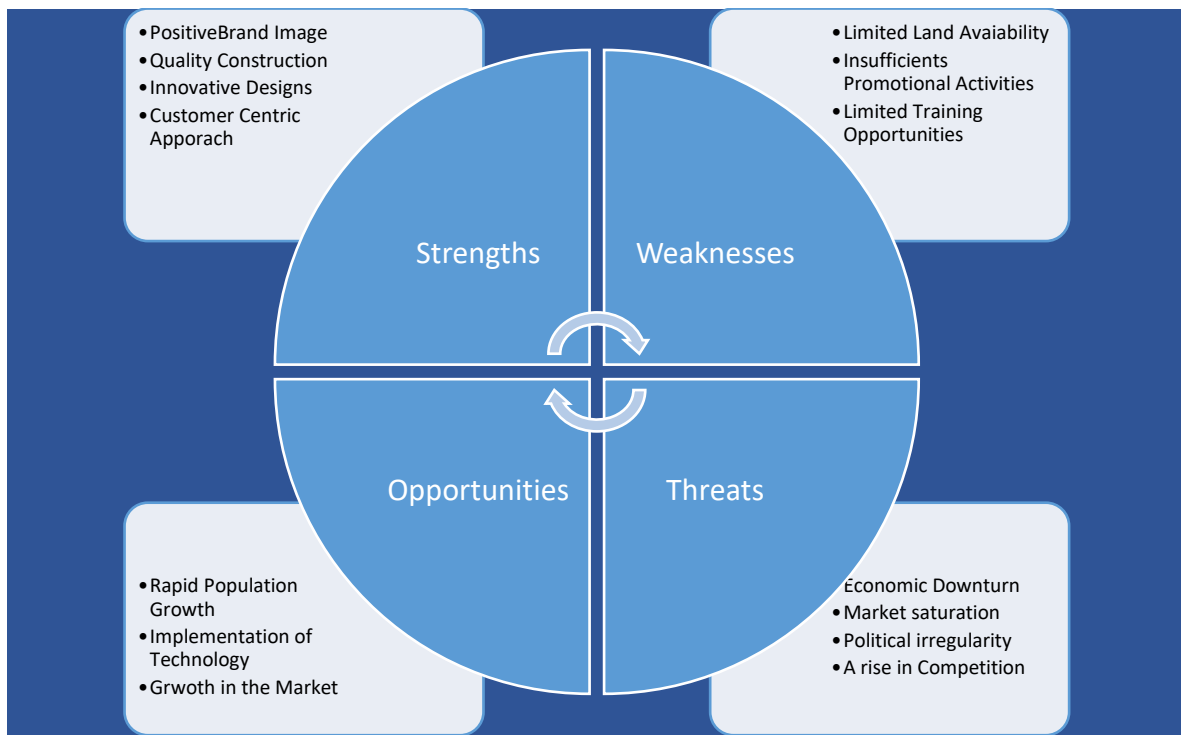 •PositiveBrand Image
•Quality Construction
•Innovative Designs
•Customer Centric
Apporach
•Limited Land Avaiability
•Insufficients
Promotional Activities
•Limited Training
Opportunities
Strengths
Weaknesses
Opportunities
Threats
•Rapid Population
Growth
•Implementation of
Technology
•Grwoth in the Market
Economic Downturn
•Market saturation
•Political irregularity
•A rise in Competition